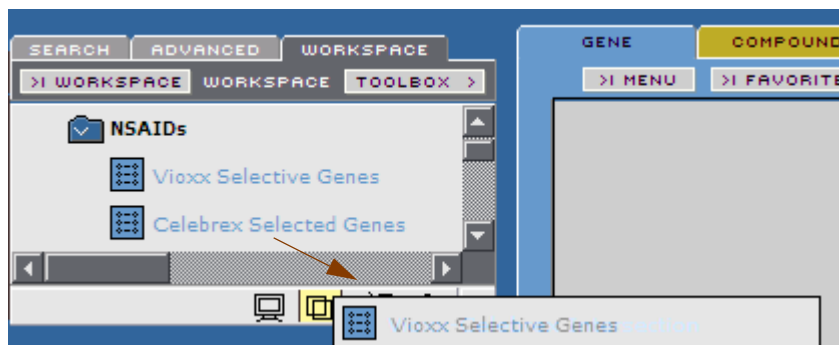 SEARCH ADVANCED WORKSPACE
>I WORKSPACE WORKSPACE TOOLBOX >
NSAIDs
Vioxx Selective Genes
Celebrex Selected Genes
GENE COMPOUND
>I MENU >I FAVORITE
Vioxx Selective Genes